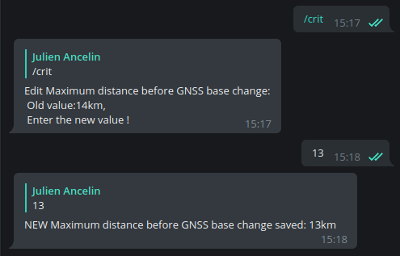 /crit 15:17
Julien Ancelin
/crit
Edit Maximum distance before GNSS base change:
Old value:14km,
Enter the new value !
15:17
13 15:18
Julien Ancelin
13
NEW Maximum distance before GNSS base change saved: 13km
15:18